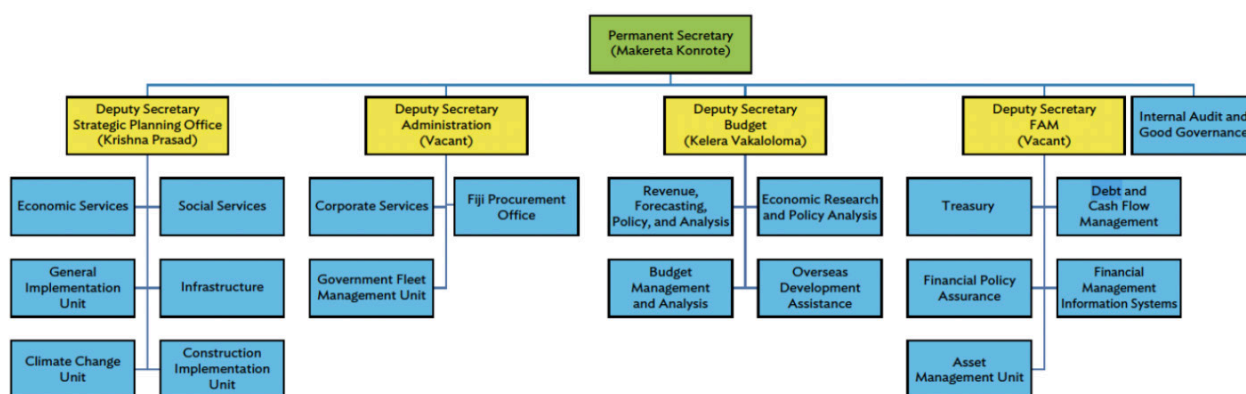 Permanent Secretary
(Makereta Konrote)
Deputy Secretary
Strategic Planning Office
(Krishna Prasad)
Deputy Secretary
Administration
(Vacant)
Deputy Secretary
Budget
(Kelera Vakaloloma)
Deputy Secretary
FAM
(Vacant)
Internal Audit and
Good Governance
Economic Services
Social Services
Corporate Services
Fiji Procurement
Office
Revenue,
Forecasting,
Policy, and Analysis
Economic Research
and Policy Analysis
Treasury
Debt and
Cash Flow
Management
General
Implementation
Unit
Infrastructure
Government Fleet
Management Unit
Budget
Management
and Analysis
Overseas
Development
Assistance
Financial Policy
Assurance
Financial
Management
Information Systems
Climate Change
Unit
Construction
Implementation
Unit
Asset
Management Unit